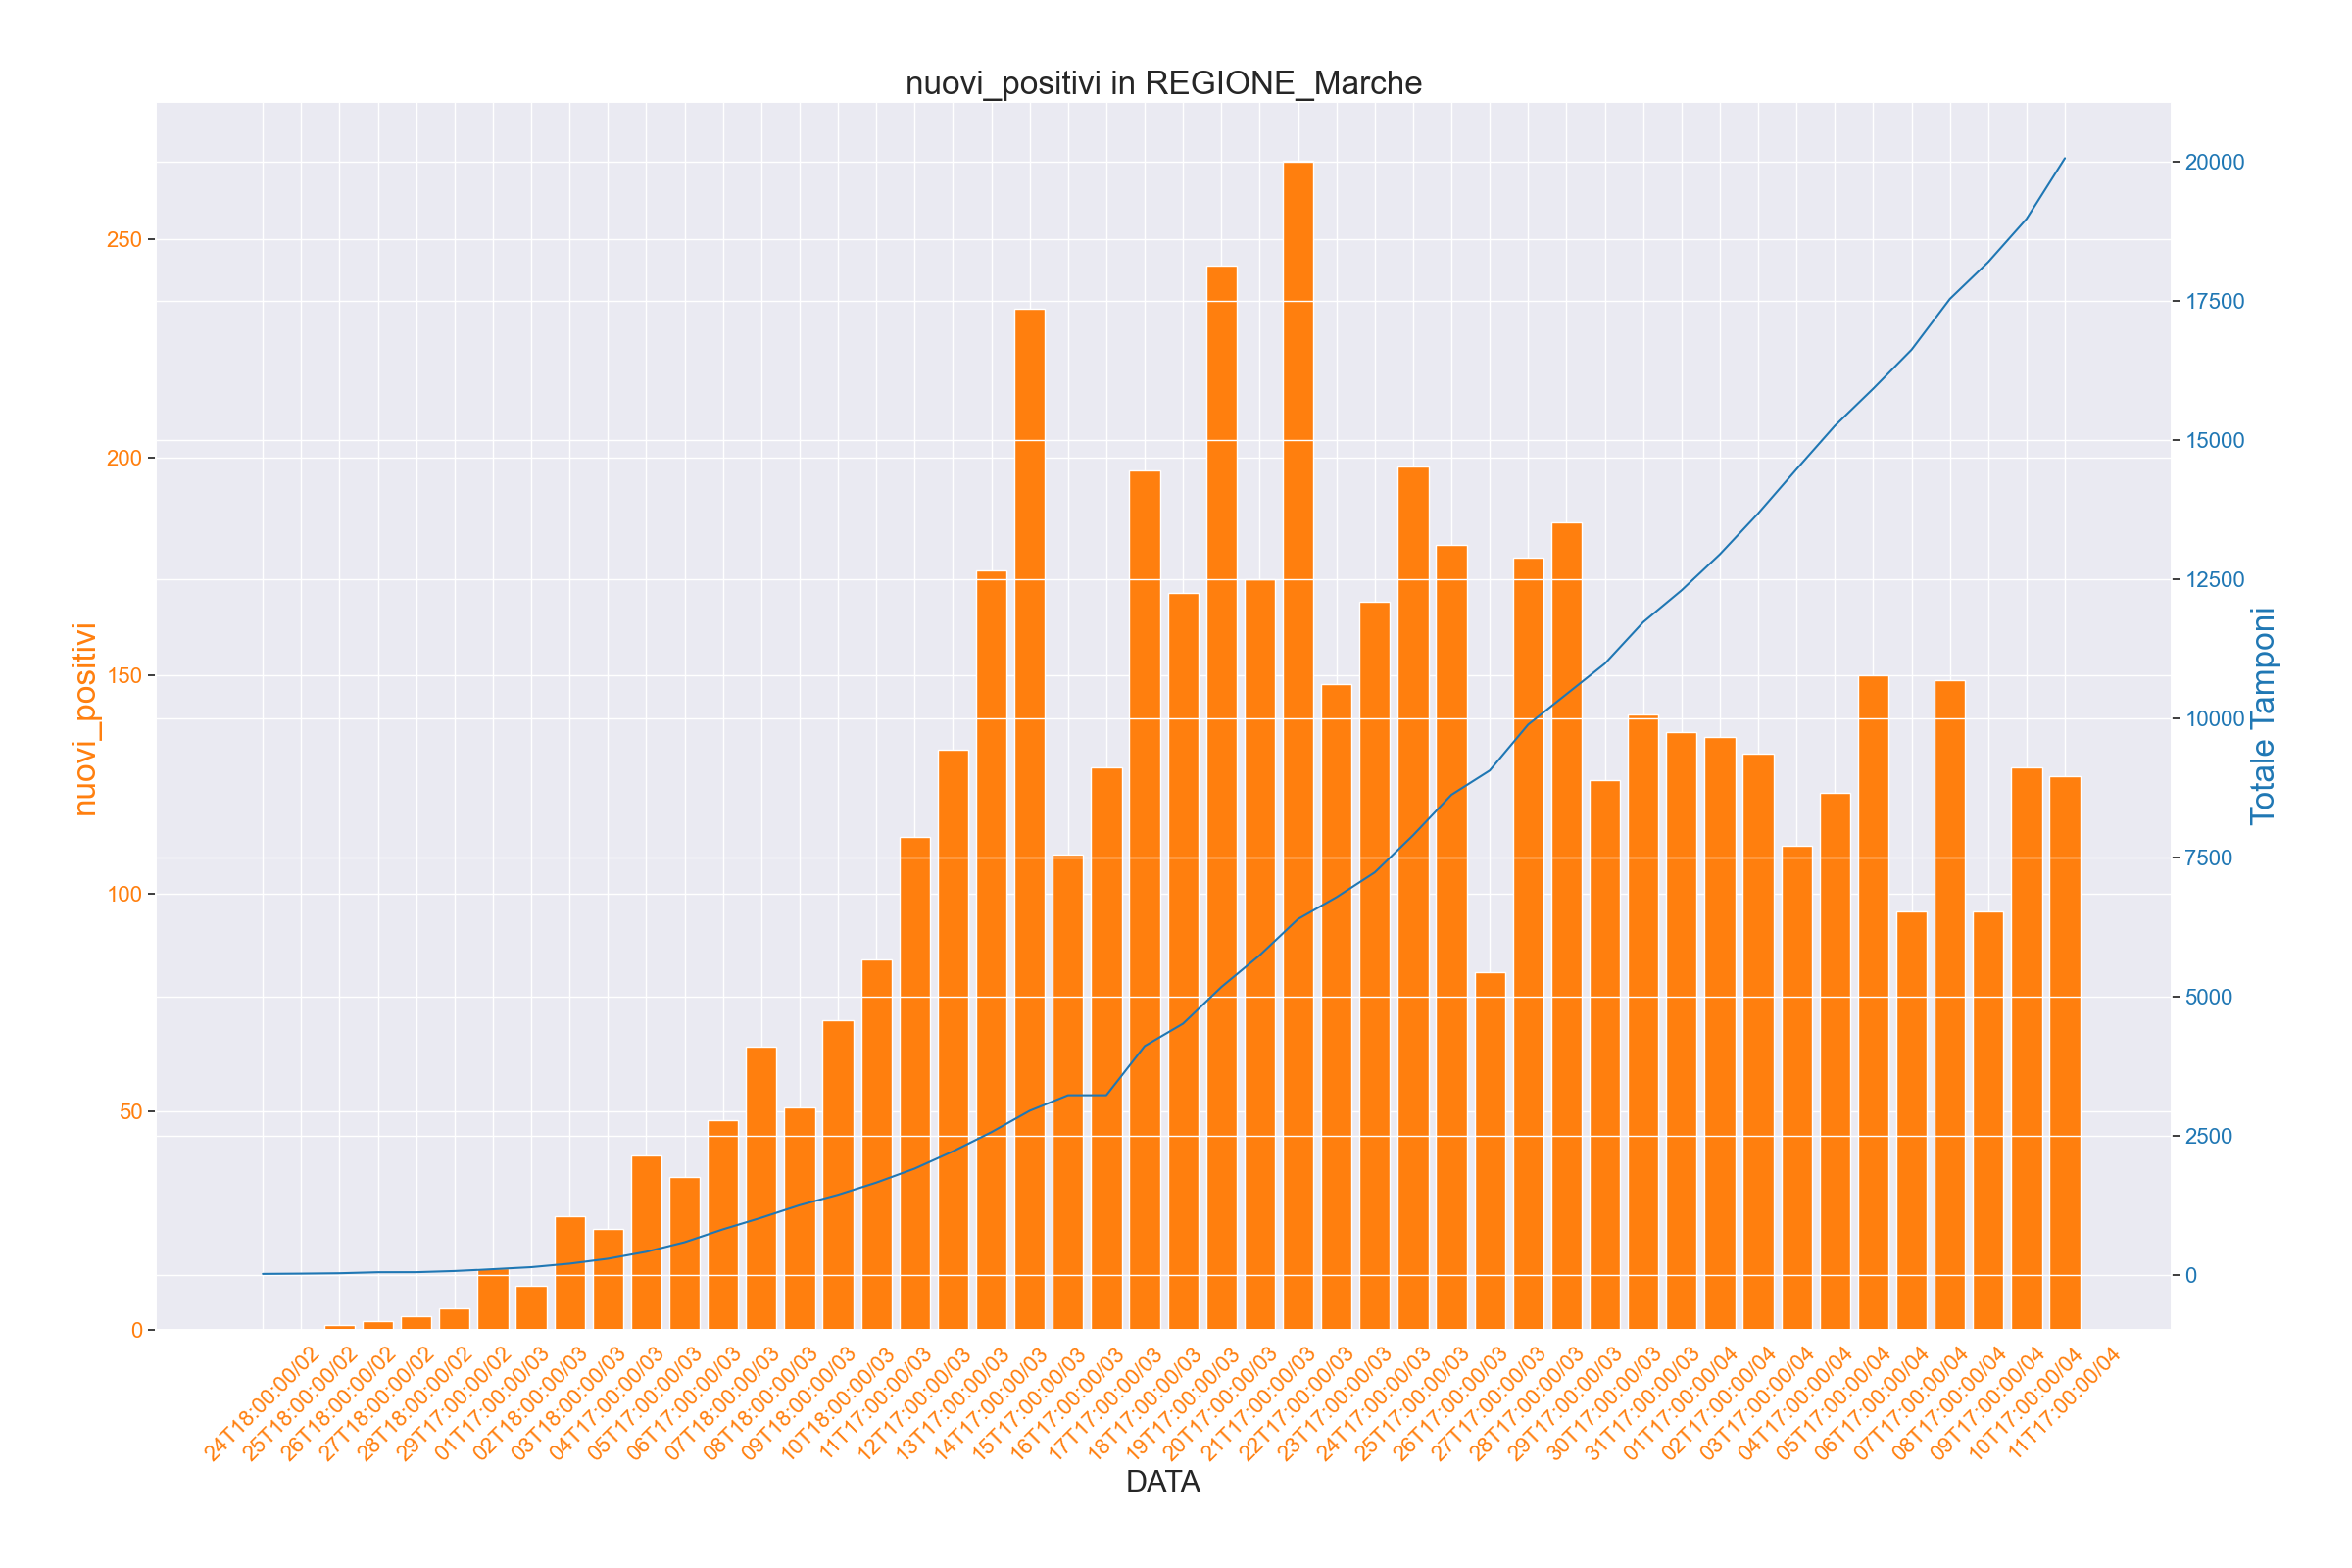 nuovi_positivi in REGIONE_Marche
nuovi_positivi
250
200
150
100
50
0
Totale Tamponi
20000
17500
15000
12500
10000
7500
5000
2500
0
24T18:00:00/02
25T18:00:00/02
26T18:00:00/02
27T18:00:00/02
28T18:00:00/02
29T17:00:00/02
01T17:00:00/03
02T18:00:00/03
03T18:00:00/03
04T17:00:00/03
05T17:00:00/03
06T17:00:00/03
07T18:00:00/03
08T18:00:00/03
09T18:00:00/03
10T18:00:00/03
11T17:00:00/03
12T17:00:00/03
13T17:00:00/03
14T17:00:00/03
15T17:00:00/03
16T17:00:00/03
17T17:00:00/03
18T17:00:00/03
19T17:00:00/03
20T17:00:00/03
21T17:00:00/03
22T17:00:00/03
23T17:00:00/03
24T17:00:00/03
25T17:00:00/03
26T17:00:00/03
27T17:00:00/03
28T17:00:00/03
29T17:00:00/03
30T17:00:00/03
31T17:00:00/03
01T17:00:00/04
02T17:00:00/04
03T17:00:00/04
04T17:00:00/04
05T17:00:00/04
06T17:00:00/04
07T17:00:00/04
08T17:00:00/04
09T17:00:00/04
10T17:00:00/04
11T17:00:00/04
DATA